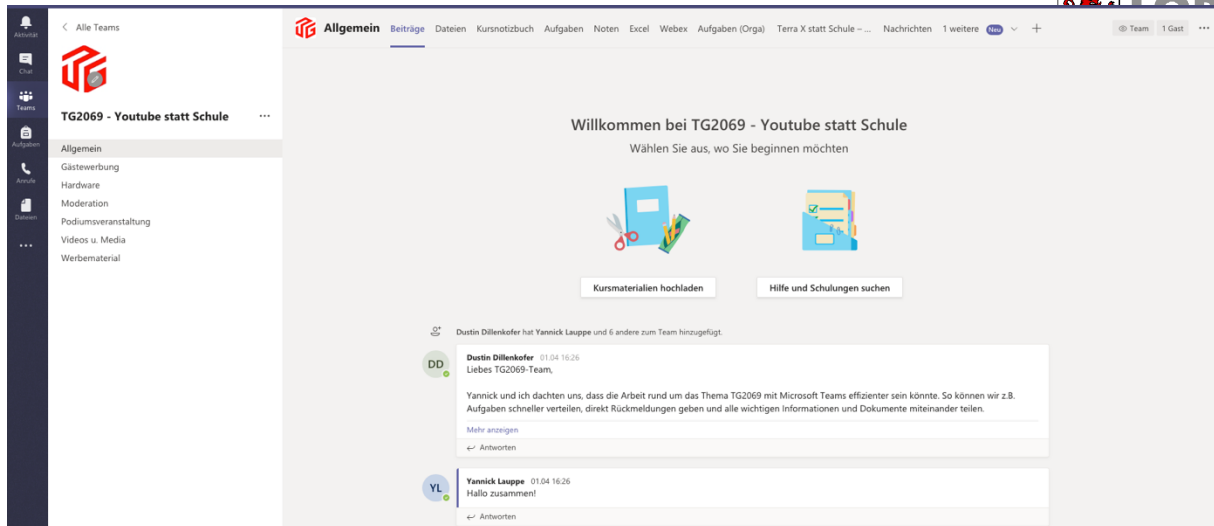 Aktivität
Chat
Teams
Aufgaben
Anrufe
Dateien
Alle Teams
TG2069 - Youtube statt Schule
Allgemein
Gästewerbung
Hardware
Moderation
Podiumsveranstaltung
Videos u. Media
Werbematerial
Allgemein Beiträge Dateien Kursnotizbuch Aufgaben Noten Excel Webex Aufgaben (Orga) Terra X statt Schule – ... Nachrichten 1 weitere Neu Team 1 Gast
Willkommen bei TG2069 - Youtube statt Schule
Wählen Sie aus, wo Sie beginnen möchten
Kursmaterialien hochladen Hilfe und Schulungen suchen
Dustin Dillenkofer hat Yannick Lauppe und 6 andere zum Team hinzugefügt.
DD
Dustin Dillenkofer 01.04 16:26
Liebes TG2069-Team,
Yannick und ich dachten uns, dass die Arbeit rund um das Thema TG2069 mit Microsoft Teams effizienter sein könnte. So können wir z.B.
Aufgaben schneller verteilen, direkt Rückmeldungen geben und alle wichtigen Informationen und Dokumente miteinander teilen.
Mehr anzeigen
Antworten
YL
Yannick Lauppe 01.04 16:26
Hallo zusammen!
Antworten